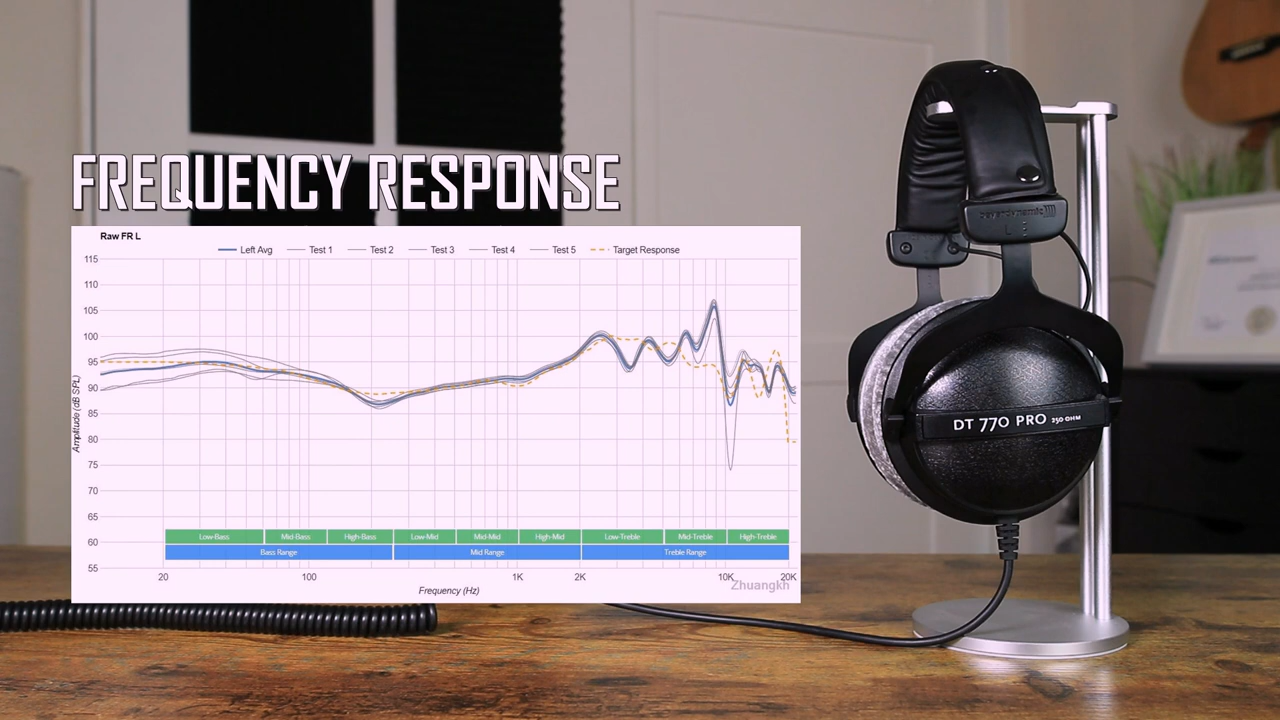 FREQUENCY RESPONSE
Raw FR L
Left Avg Test 1 Test 2 Test 3 Test 4 Test 5 Target Response
115
110
105
100
95
90
85
80
75
70
65
60
55
Amplitude (dB SPL)
Low-Bass Mid-Bass High-Bass Low-Mid Mid-Mid High-Mid Low-Treble Mid-Treble High-Treble
Bass Range Mid Range Treble Range
20 100 1K 2K 10K 20K
Frequency (Hz)
Zhuangkh
beyerdynamic
L
DT 770 PRO 250 OHM